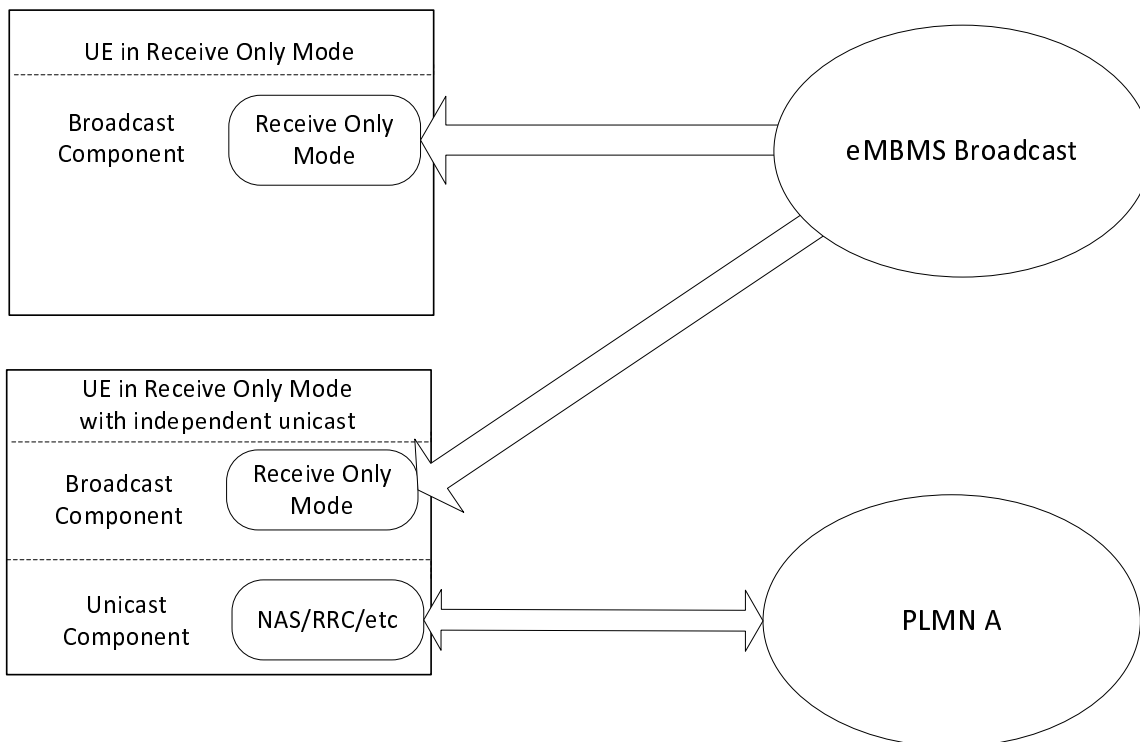 UE in Receive Only Mode
Broadcast
Component
Receive Only
Mode
eMBMS Broadcast
UE in Receive Only Mode
with independent unicast
Broadcast
Component
Receive Only
Mode
Unicast
Component
NAS/RRC/etc
PLMN A